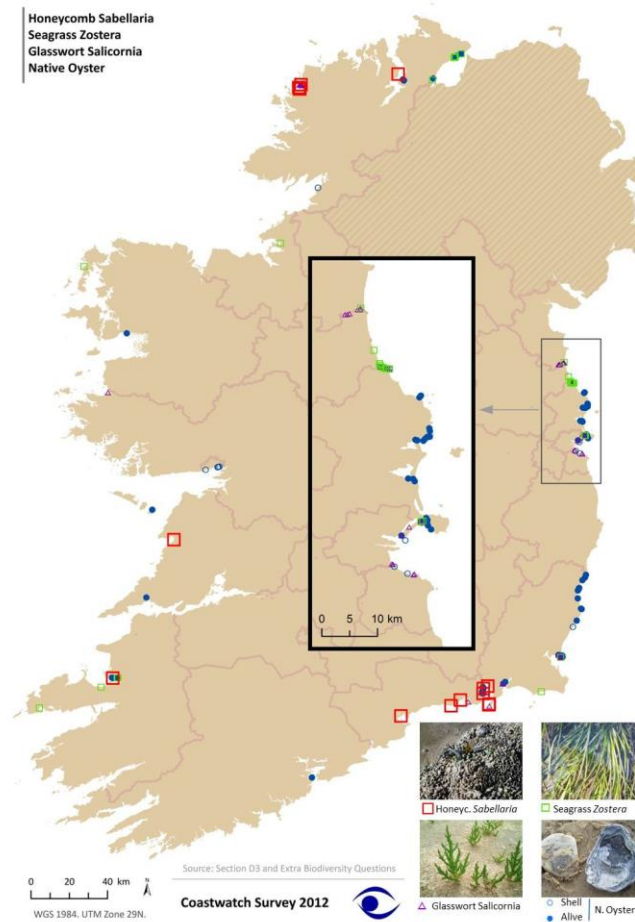 Honeycomb Sabellaria
Seagrass Zostera
Glasswort Salicornia
Native Oyster
0 10 km
Honeyc. Sabellaria
Seagrass Zostera
Glasswort Salicornia
Shell
Alive
N. Oyster
0 20 40 km
N
WGS 1984. UTM Zone 29N.
Source: Section D3 and Extra Biodiversity Questions
Coastwatch Survey 2012